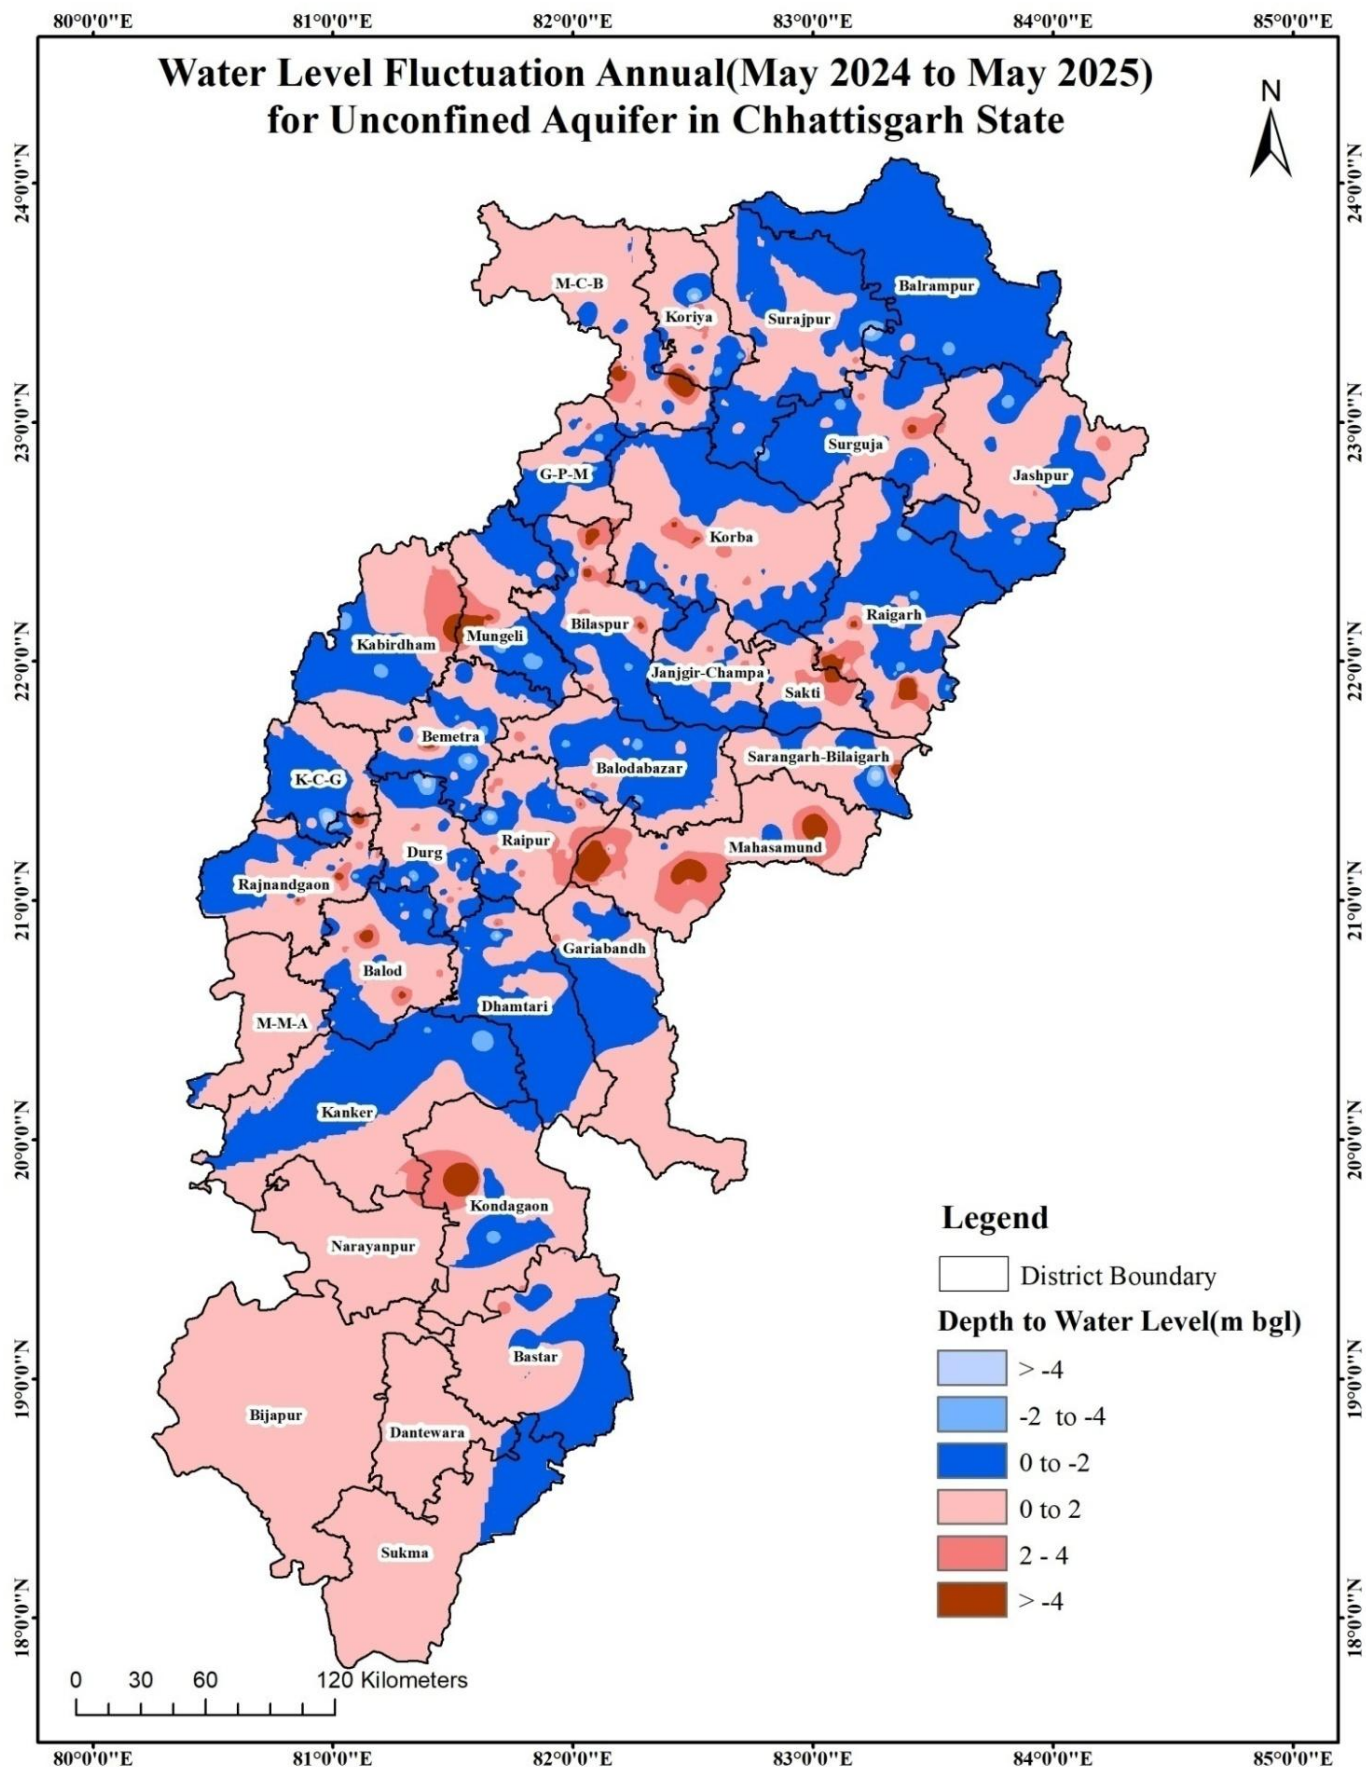 80°0'0"E 81°0'0"E 82°0'0"E 83°0'0"E 84°0'0"E 85°0'0"E
Water Level Fluctuation Annual(May 2024 to May 2025)
for Unconfined Aquifer in Chhattisgarh State
N
24°0'0"N
24°0'0"N
M-C-B
Balrampur
Koriya
Surajpur
23°0'0"N
23°0'0"N
Surguja
G-P-M
Jashpur
Korba
Raigarh
Bilaspur
Mungeli
Kabirdham
22°0'0"N
22°0'0"N
Janjgir-Champa
Sakti
Bemetra
Sarangarh-Bilaigarh
Balodabazar
K-C-G
Raipur
Mahasamund
Durg
Rajnandgaon
21°0'0"N
21°0'0"N
Gariabandh
Balod
Dhamtari
M-M-A
Kanker
20°0'0"N
20°0'0"N
Kondagaon
Narayanpur
Bastar
19°0'0"N
19°0'0"N
Bijapur
Dantewara
Sukma
18°0'0"N
18°0'0"N
Legend
District Boundary
Depth to Water Level(m bgl)
> -4
-2 to -4
0 to -2
0 to 2
2 - 4
> -4
0 30 60 120 Kilometers
80°0'0"E 81°0'0"E 82°0'0"E 83°0'0"E 84°0'0"E 85°0'0"E